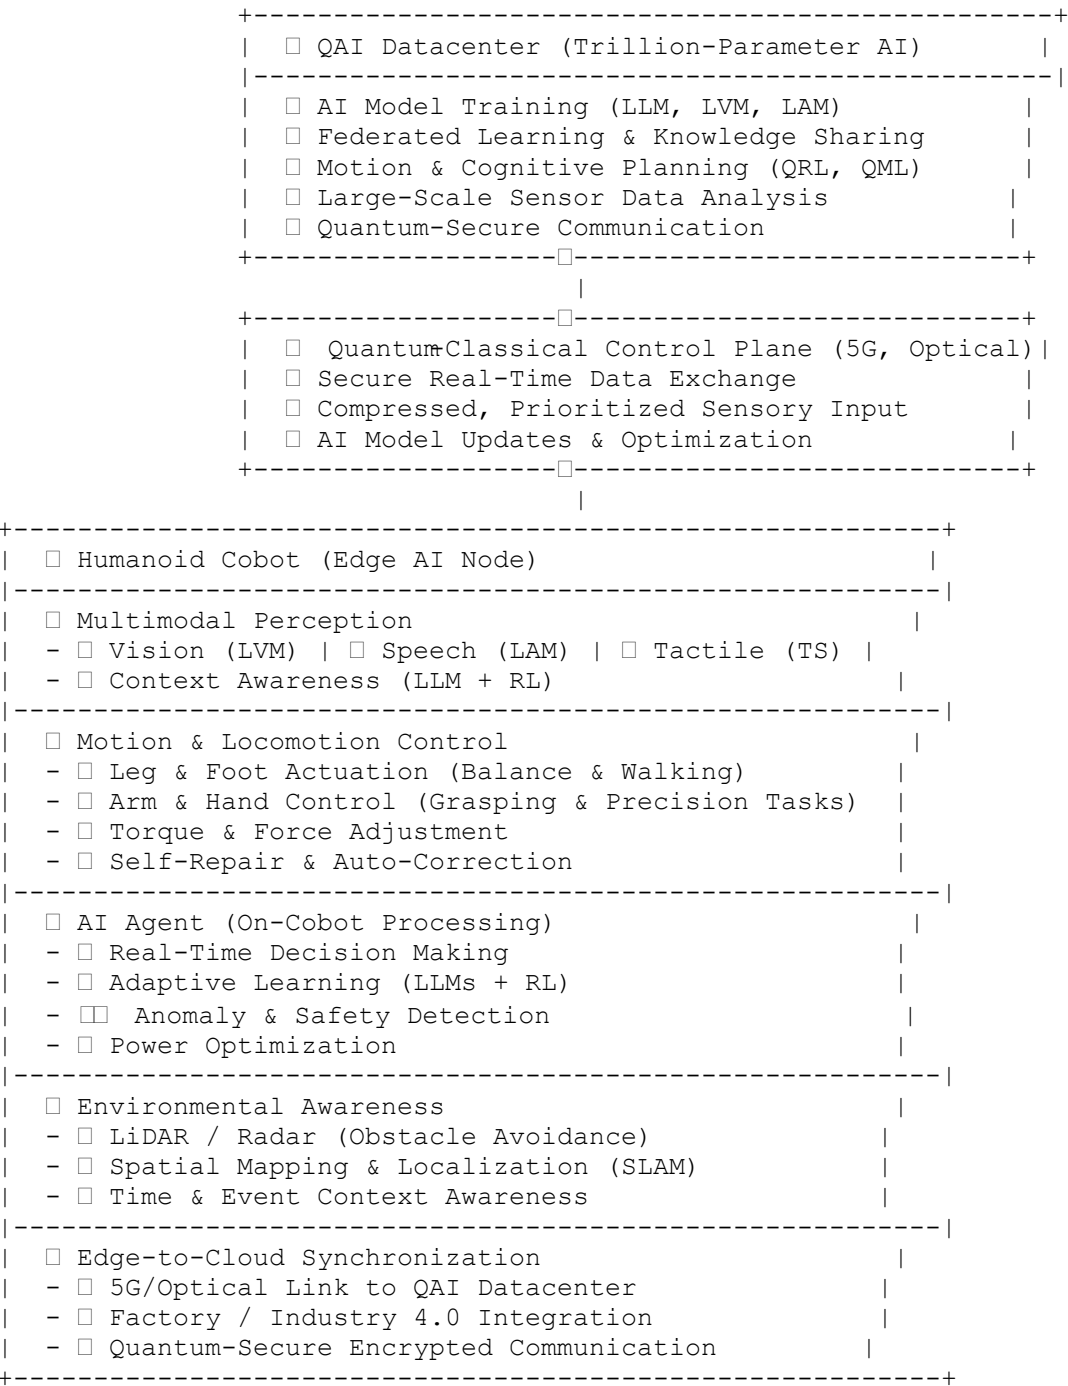 +--------------------------------------------------+
| □ QAI Datacenter (Trillion-Parameter AI) |
|--------------------------------------------------|
| □ AI Model Training (LLM, LVM, LAM) |
| □ Federated Learning & Knowledge Sharing |
| □ Motion & Cognitive Planning (QRL, QML) |
| □ Large-Scale Sensor Data Analysis |
| □ Quantum-Secure Communication |
+-------------------□----------------------------+
|
+-------------------□----------------------------+
| □ Quantum-Classical Control Plane (5G, Optical)|
| □ Secure Real-Time Data Exchange |
| □ Compressed, Prioritized Sensory Input |
| □ AI Model Updates & Optimization |
+-------------------□----------------------------+
|
+----------------------------------------------------------+
| □ Humanoid Cobot (Edge AI Node) |
|----------------------------------------------------------|
| □ Multimodal Perception |
| - □ Vision (LVM) | □ Speech (LAM) | □ Tactile (TS) |
| - □ Context Awareness (LLM + RL) |
|----------------------------------------------------------|
| □ Motion & Locomotion Control |
| - □ Leg & Foot Actuation (Balance & Walking) |
| - □ Arm & Hand Control (Grasping & Precision Tasks) |
| - □ Torque & Force Adjustment |
| - □ Self-Repair & Auto-Correction |
|----------------------------------------------------------|
| □ AI Agent (On-Cobot Processing) |
| - □ Real-Time Decision Making |
| - □ Adaptive Learning (LLMs + RL) |
| - □□ Anomaly & Safety Detection |
| - □ Power Optimization |
|----------------------------------------------------------|
| □ Environmental Awareness |
| - □ LiDAR / Radar (Obstacle Avoidance) |
| - □ Spatial Mapping & Localization (SLAM) |
| - □ Time & Event Context Awareness |
|----------------------------------------------------------|
| □ Edge-to-Cloud Synchronization |
| - □ 5G/Optical Link to QAI Datacenter |
| - □ Factory / Industry 4.0 Integration |
| - □ Quantum-Secure Encrypted Communication |
+----------------------------------------------------------+